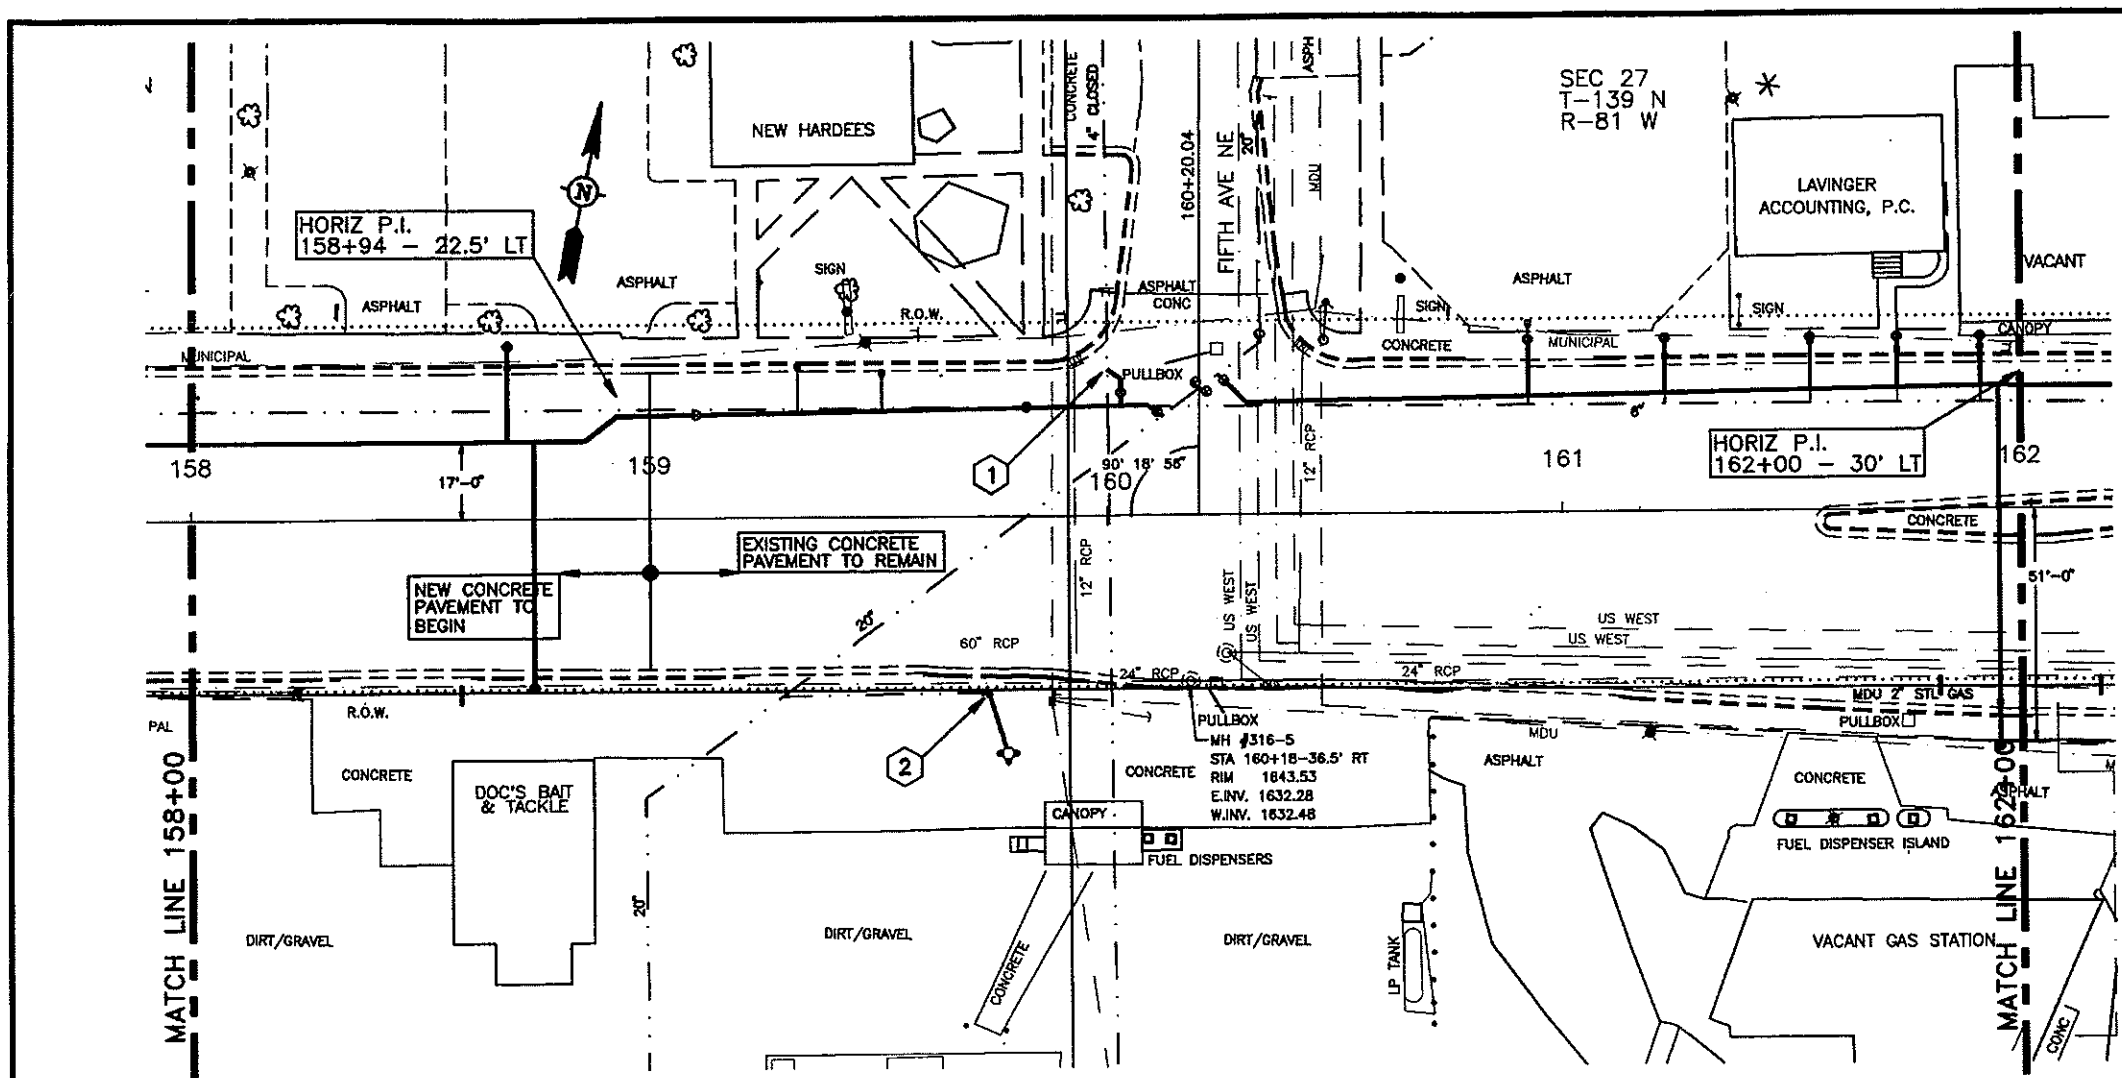 CONCRETE
4" CLOSED
NEW HARDEES
160+20.04
FIFTH AVE NE
20"
MDU
ASPH
SEC 27
T-139 N
R-81 W
LAVINGER
ACCOUNTING, P.C.
N
HORIZ P.I.
158+94 - 22.5' LT
ASPHALT
ASPHALT
SIGN
R.O.W.
ASPHALT
CONC
ASPHALT
SIGN
SIGN
VACANT
CANOPY
MUNICIPAL
CONCRETE
MUNICIPAL
PULLBOX
6"
HORIZ P.I.
162+00 - 30' LT
158
159
160
161
162
17'-0"
1
90' 18' 58"
12" RCP
CONCRETE
EXISTING CONCRETE
PAVEMENT TO REMAIN
NEW CONCRETE
PAVEMENT TO
BEGIN
12" RCP
51'-0"
20"
60" RCP
US WEST
US WEST
US WEST
US WEST
24" RCP
24" RCP
MDU 2" STL GAS
R.O.W.
PAL
PULLBOX
MH #316-5
STA 160+18-36.5' RT
RIM 1643.53
E.INV. 1632.28
W.INV. 1632.48
MDU
PULLBOX
2
CONCRETE
DOC'S BAIT
& TACKLE
CONCRETE
ASPHALT
CONCRETE
M
ASPHALT
CANOPY
FUEL DISPENSERS
FUEL DISPENSER ISLAND
20"
DIRT/GRAVEL
DIRT/GRAVEL
DIRT/GRAVEL
CONCRETE
LP TANK
VACANT GAS STATION
CONC
MATCH LINE 158+00
MATCH LINE 162+00